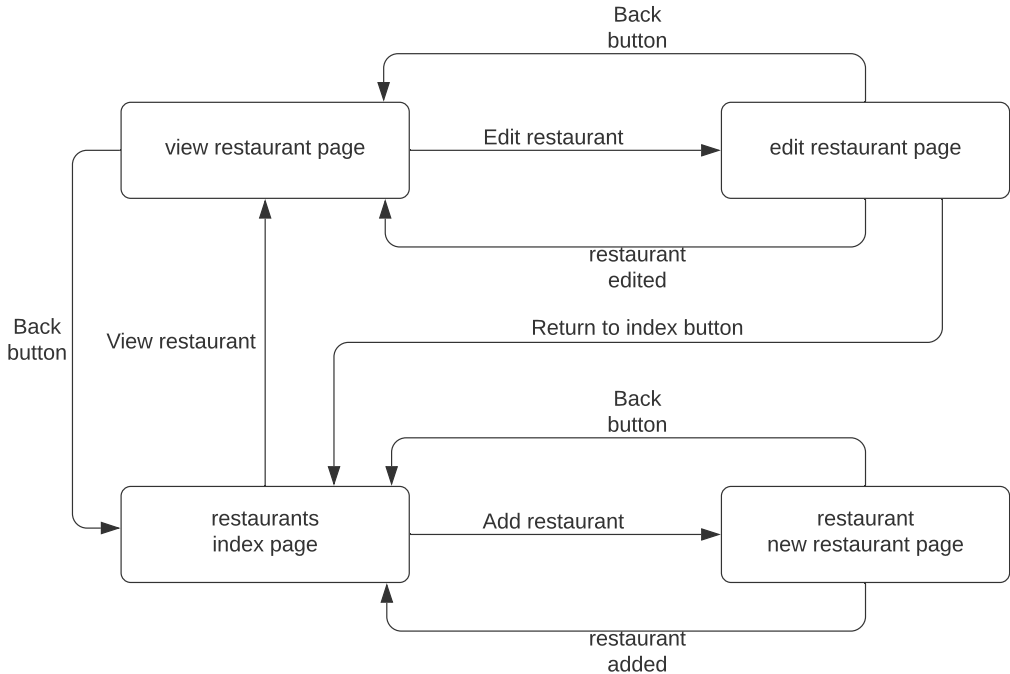 Back
button
view restaurant page
Edit restaurant
edit restaurant page
restaurant
edited
Back
button
View restaurant
Return to index button
Back
button
restaurants
index page
Add restaurant
restaurant
new restaurant page
restaurant
added